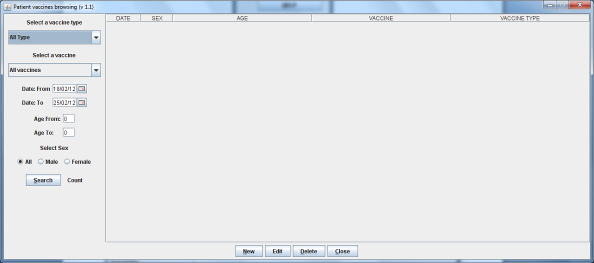 Patient vaccines browsing (v 1.1)
Select a vaccine type
All Type
Select a vaccine
All vaccines
Date: From 18/02/12
Date: To 25/02/12
Age From: 0
Age To: 0
Select Sex
All Male Female
Search Count
DATE SEX AGE VACCINE VACCINE TYPE
New Edit Delete Close